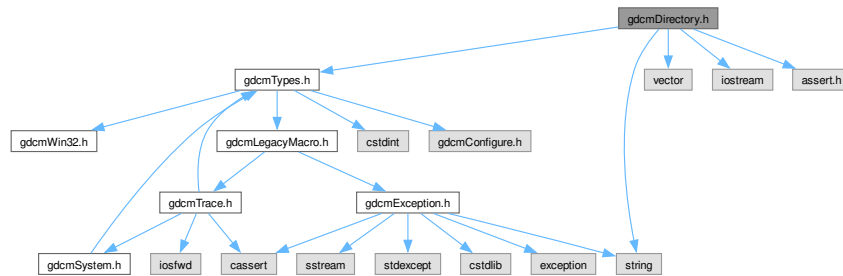 gdcmDirectory.h
gdcmTypes.h
vector
iostream
assert.h
gdcmWin32.h
gdcmLegacyMacro.h
cstdint
gdcmConfigure.h
gdcmTrace.h
gdcmException.h
gdcmSystem.h
iosfwd
cassert
sstream
stdexcept
cstdlib
exception
string